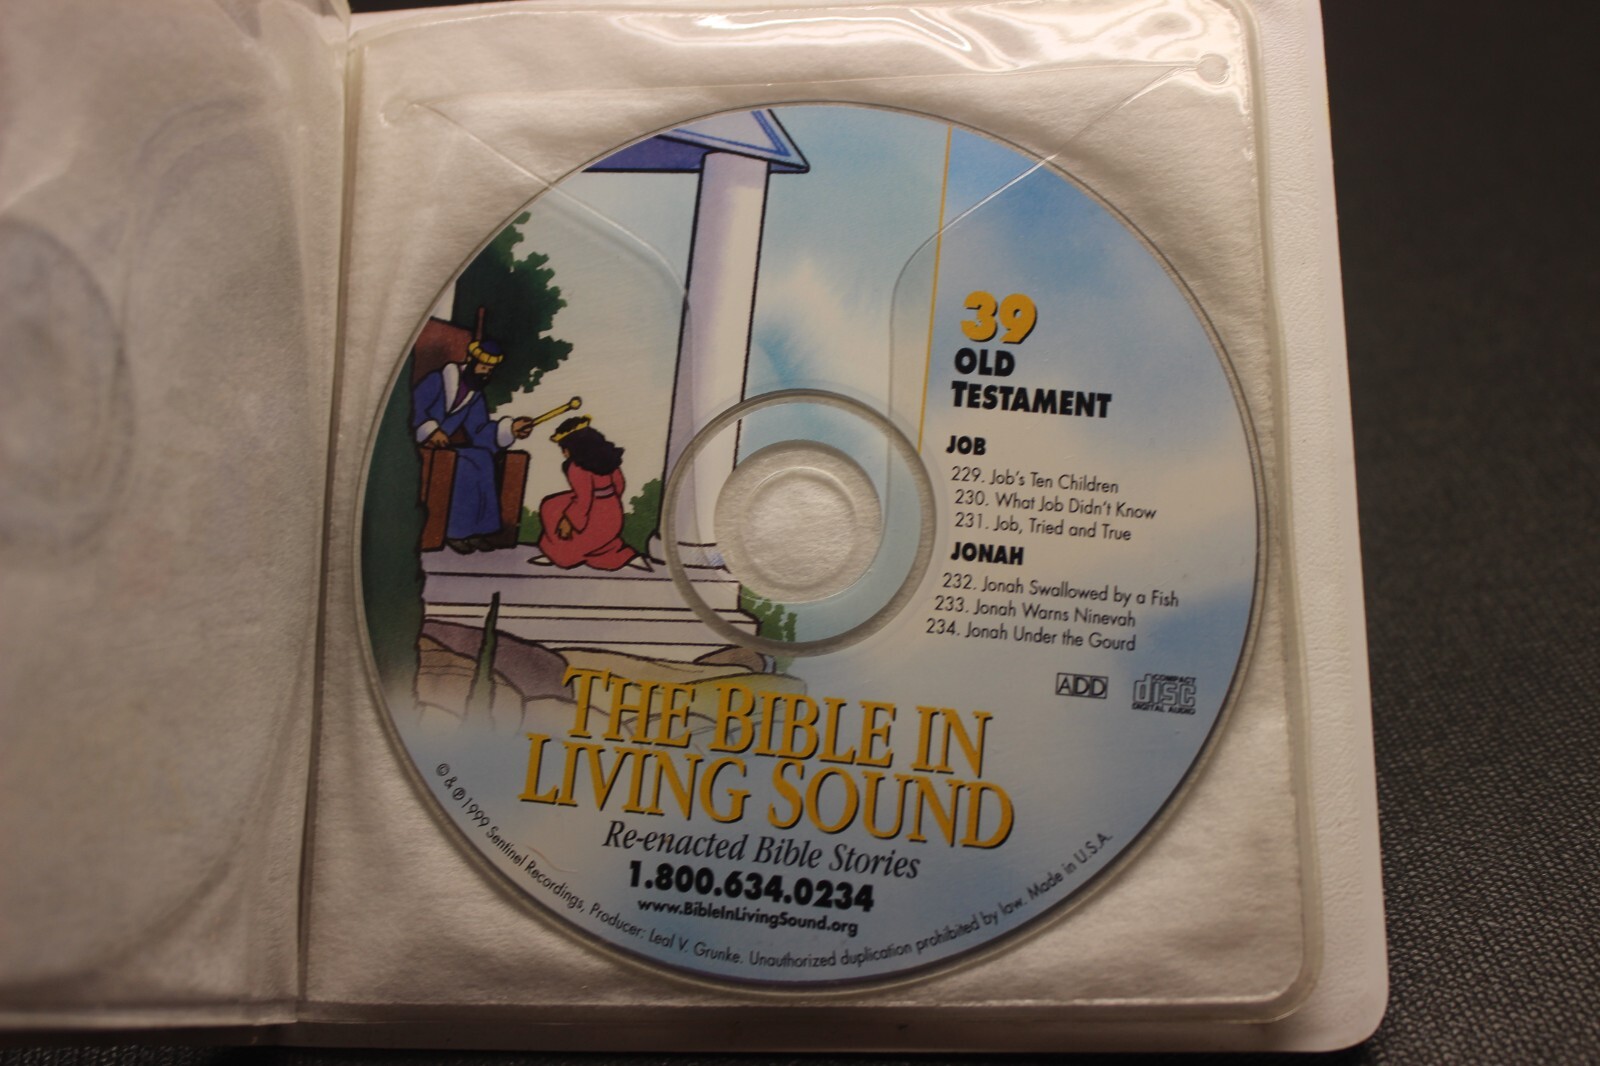 39
OLD
TESTAMENT
JOB
229. Job's Ten Children
230. What Job Didn't Know
231. Job, Tried and True
JONAH
232. Jonah Swallowed by a Fish
233. Jonah Warns Ninevah
234. Jonah Under the Gourd
ADD
COMPACT
disc
DIGITAL AUDIO
THE BIBLE IN
LIVING SOUND
Re-enacted Bible Stories
1.800.634.0234
www.BibleInLivingSound.org
© & ℗ 1999 Sentinel Recordings, Producer: Leal V. Grunke. Unauthorized duplication prohibited by law. Made in U.S.A.